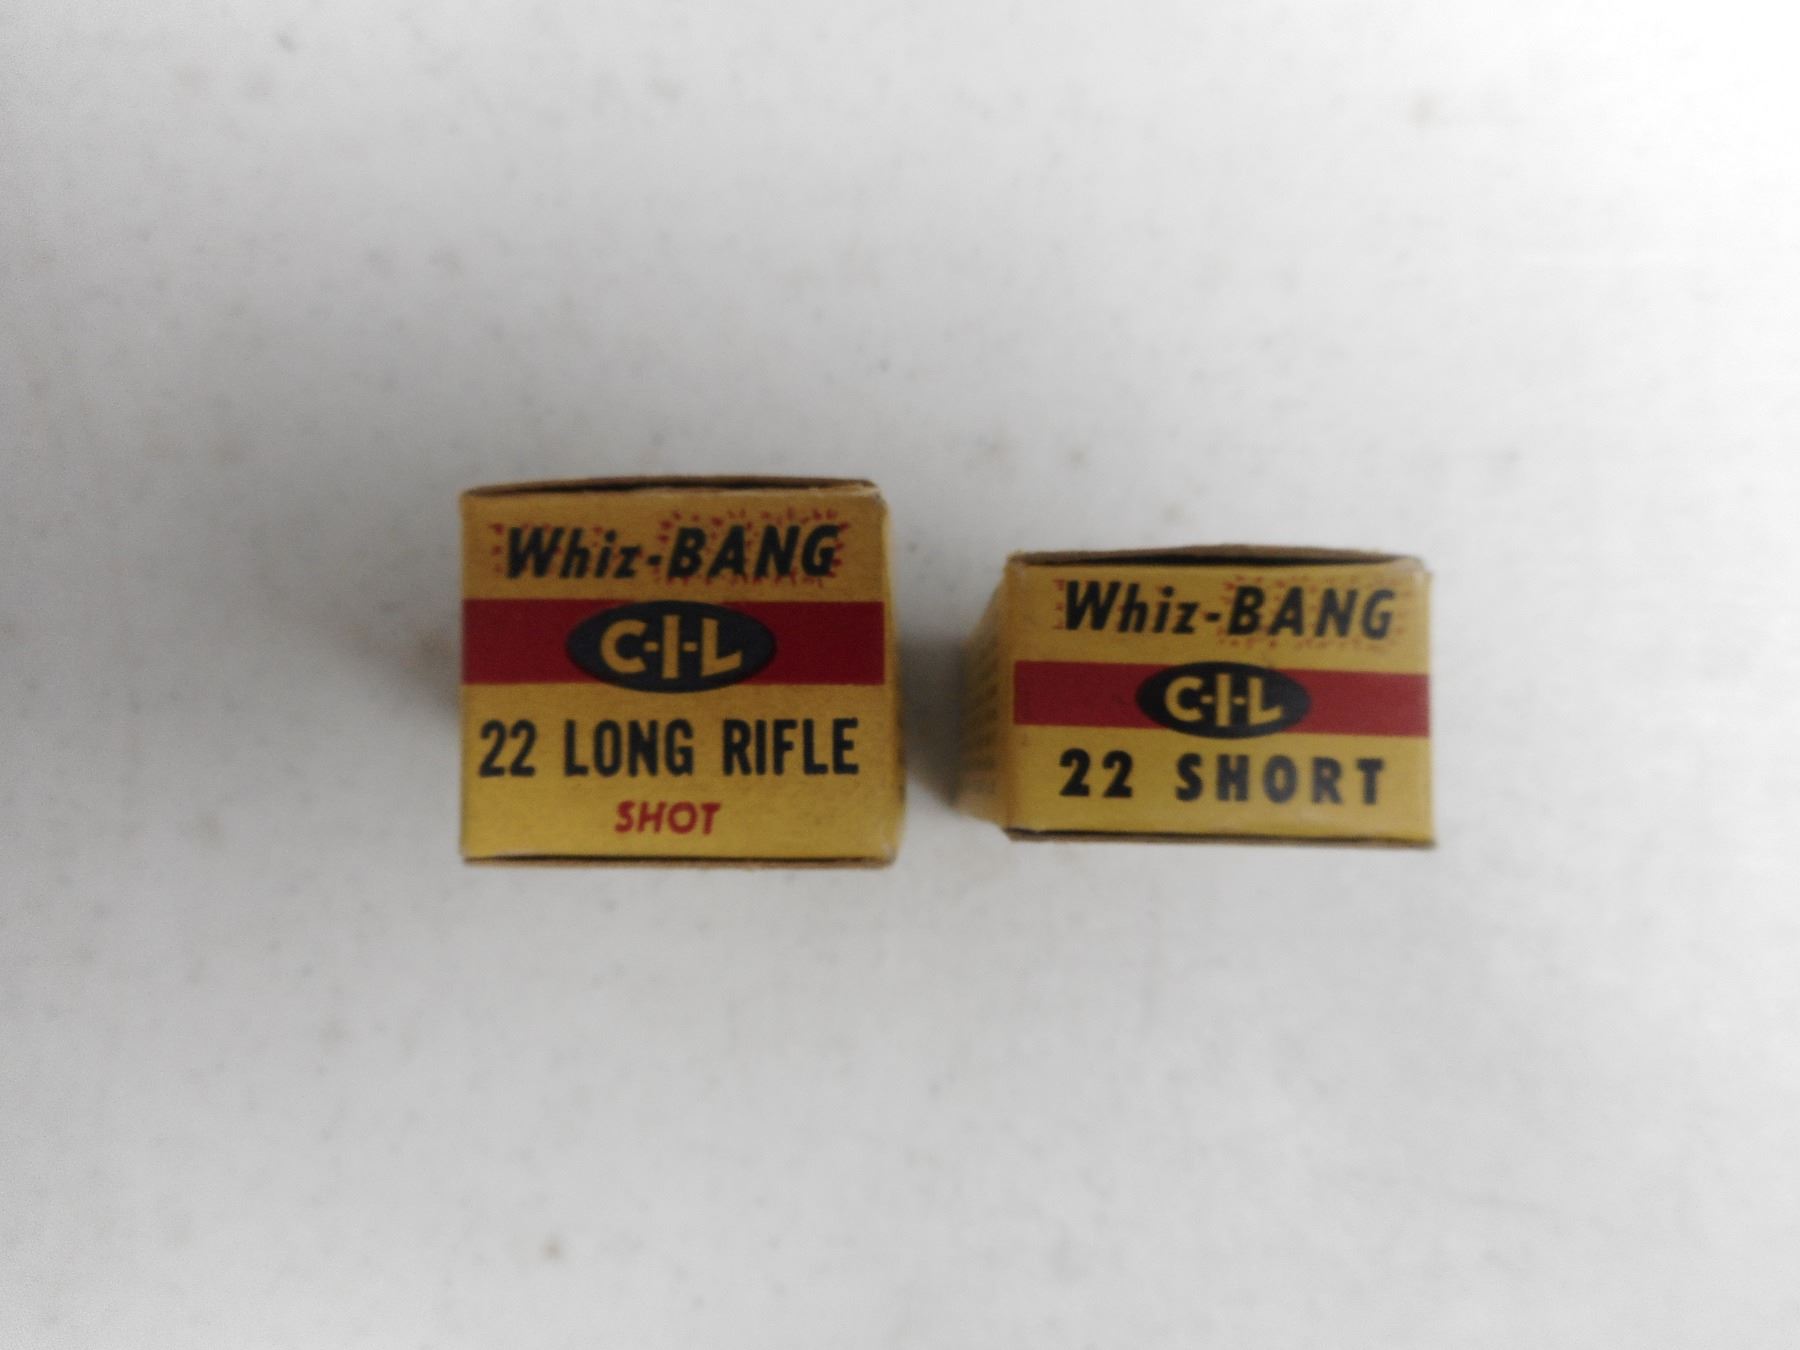 Whiz-BANG
C-I-L
22 LONG RIFLE
SHOT
Whiz-BANG
C-I-L
22 SHORT